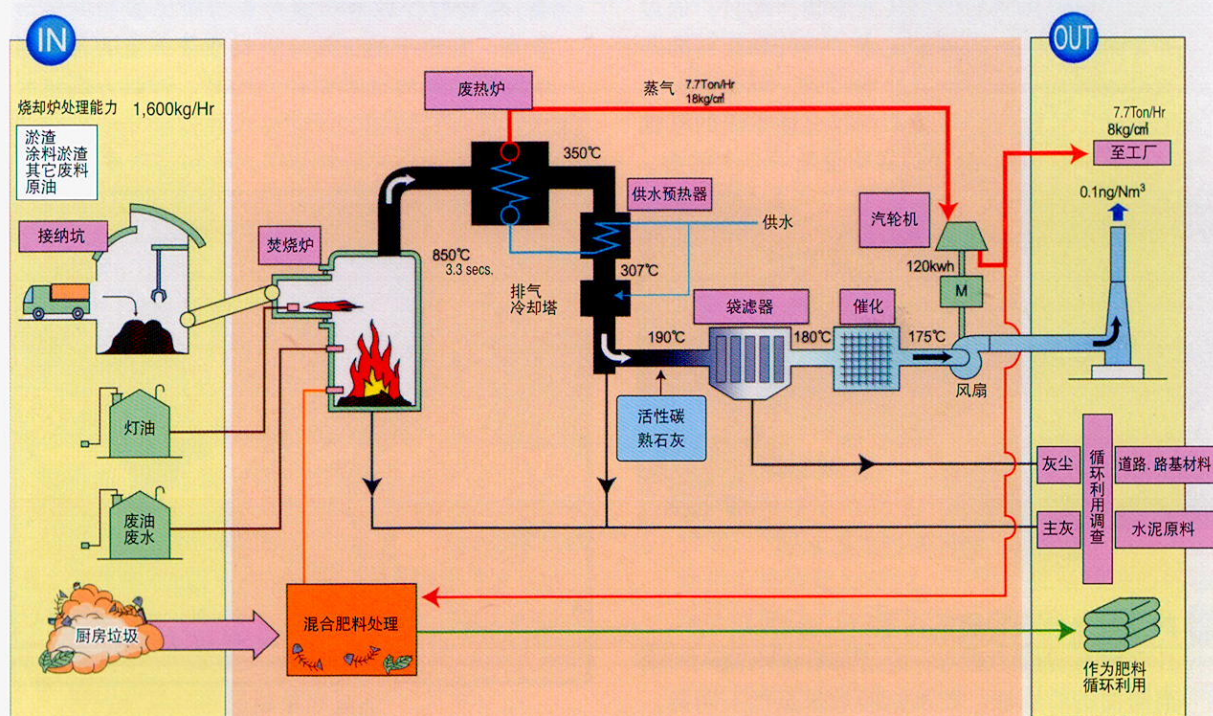 IN
OUT
烧却炉处理能力 1,600kg/Hr
淤渣
涂料淤渣
其它废料
原油
接纳坑
灯油
废油
废水
厨房垃圾
焚烧炉
850℃
3.3 secs.
废热炉
蒸气 7.7Ton/Hr
18kg/c㎡
350℃
供水预热器
供水
307℃
排气
冷却塔
190℃
活性碳
熟石灰
袋滤器
180℃
催化
175℃
汽轮机
120kwh
M
风扇
混合肥料处理
7.7Ton/Hr
8kg/c㎡
至工厂
0.1ng/Nm³
灰尘
主灰
循环利用调查
道路、路基材料
水泥原料
作为肥料
循环利用